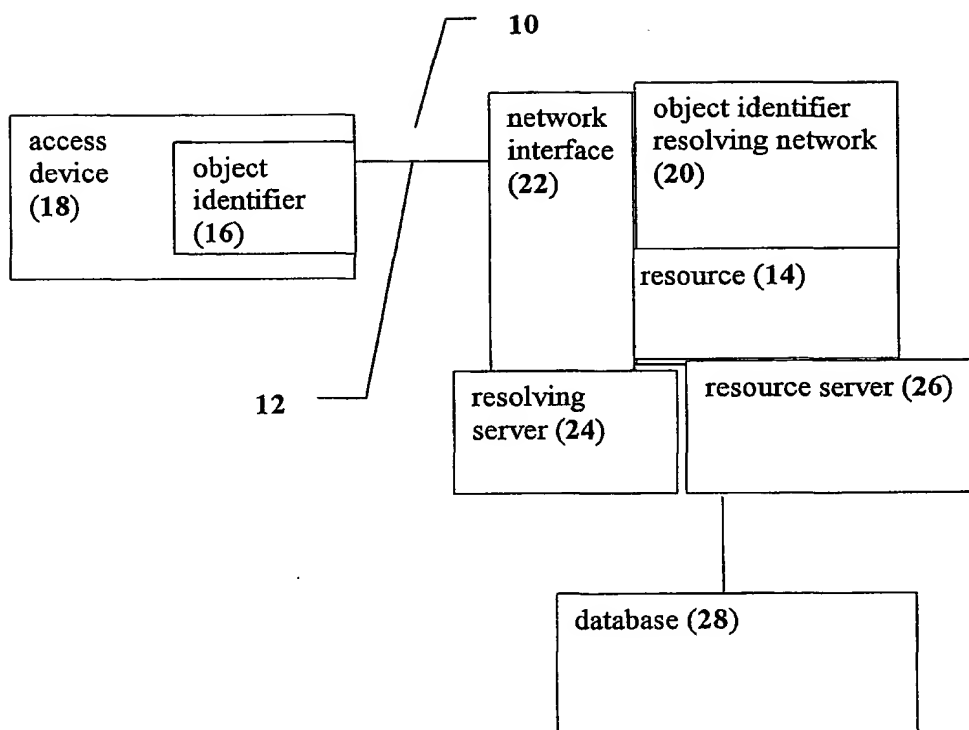 10
access
device
(18)
object
identifier
(16)
network
interface
(22)
object identifier
resolving network
(20)
resource (14)
12
resolving
server (24)
resource server (26)
database (28)